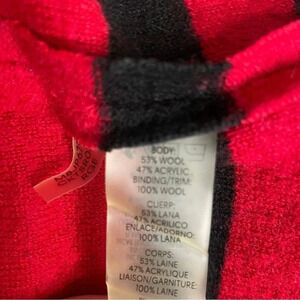 BODY:
53% WOOL
47% ACRYLIC
BINDING/TRIM:
100% WOOL
CUERP:
53% LANA
47% ACRILICO
ENLACE/ADORNO:
100% LANA
CORPS:
53% LAINE
47% ACRYLIQUE
LIAISON/GARNITURE:
100% LAINE